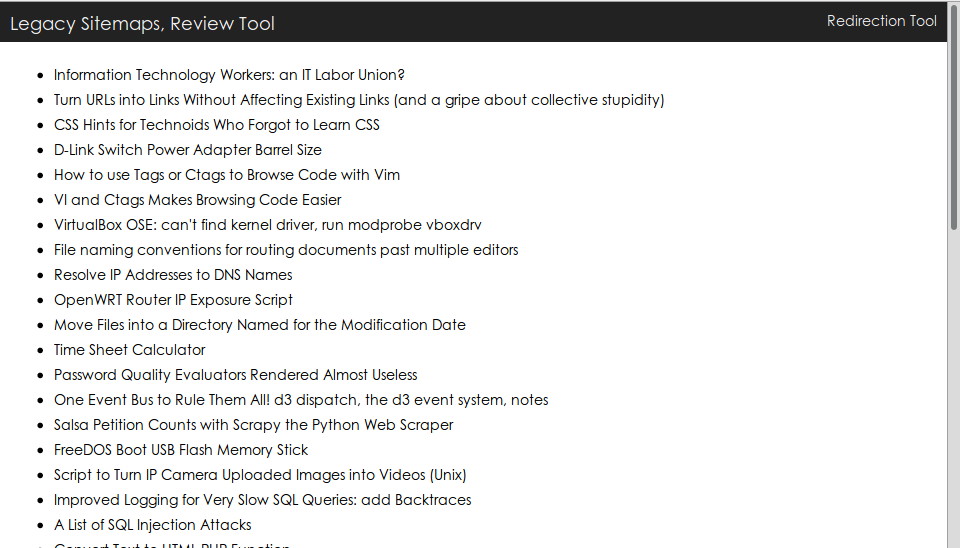 Legacy Sitemaps, Review Tool
Redirection Tool
Information Technology Workers: an IT Labor Union?
Turn URLs into Links Without Affecting Existing Links (and a gripe about collective stupidity)
CSS Hints for Technoids Who Forgot to Learn CSS
D-Link Switch Power Adapter Barrel Size
How to use Tags or Ctags to Browse Code with Vim
VI and Ctags Makes Browsing Code Easier
VirtualBox OSE: can't find kernel driver, run modprobe vboxdrv
File naming conventions for routing documents past multiple editors
Resolve IP Addresses to DNS Names
OpenWRT Router IP Exposure Script
Move Files into a Directory Named for the Modification Date
Time Sheet Calculator
Password Quality Evaluators Rendered Almost Useless
One Event Bus to Rule Them All! d3 dispatch, the d3 event system, notes
Salsa Petition Counts with Scrapy the Python Web Scraper
FreeDOS Boot USB Flash Memory Stick
Script to Turn IP Camera Uploaded Images into Videos (Unix)
Improved Logging for Very Slow SQL Queries: add Backtraces
A List of SQL Injection Attacks
Convert Text to HTML PHP Function